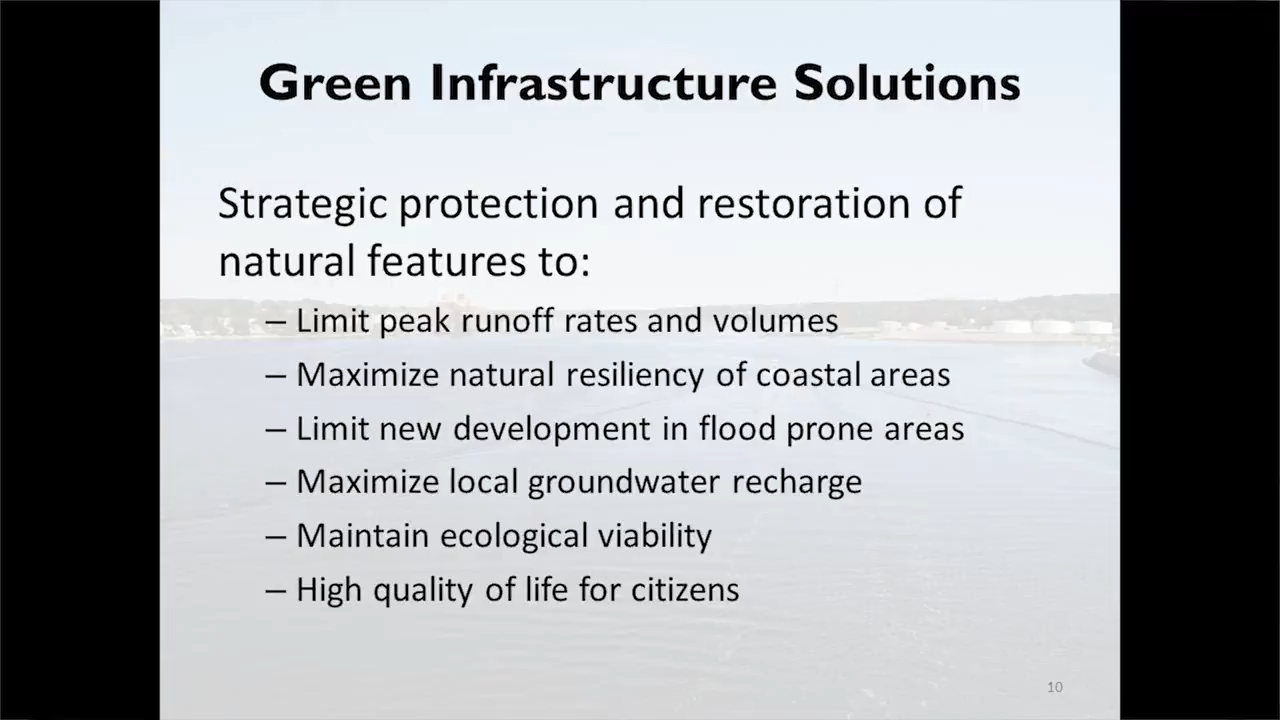 Green Infrastructure Solutions
Strategic protection and restoration of
natural features to:
– Limit peak runoff rates and volumes
– Maximize natural resiliency of coastal areas
– Limit new development in flood prone areas
– Maximize local groundwater recharge
– Maintain ecological viability
– High quality of life for citizens
10